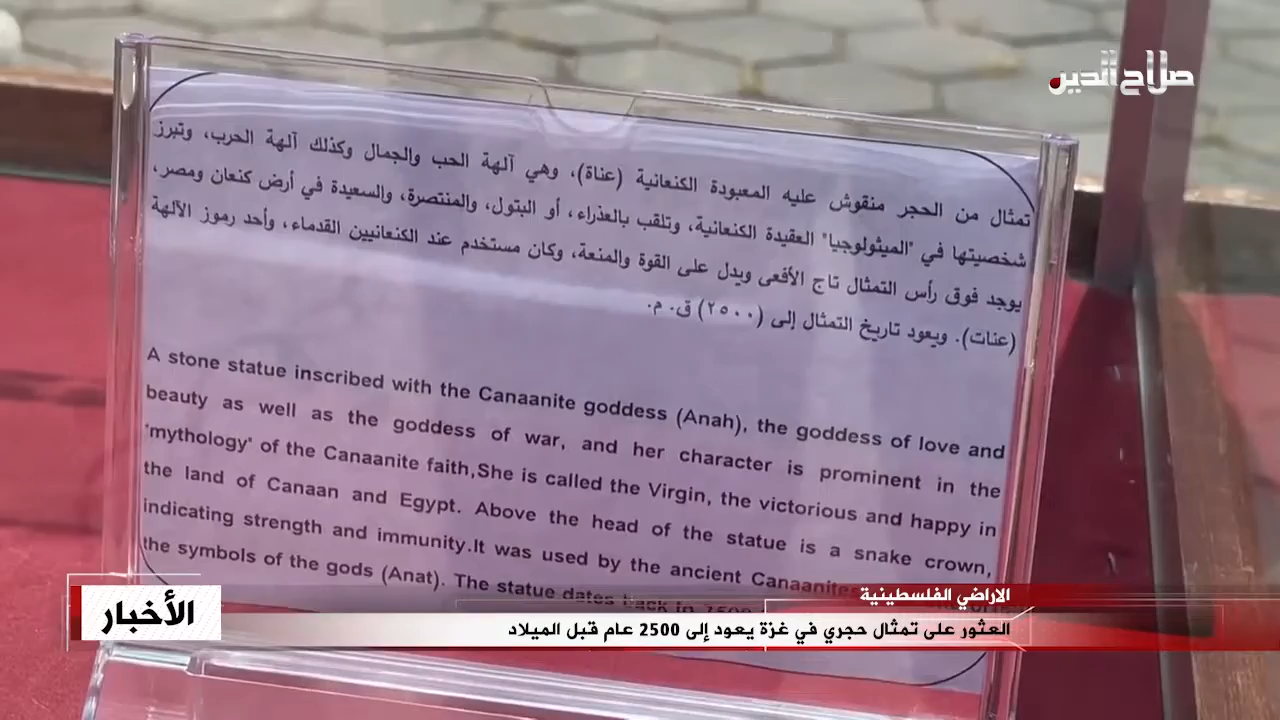 صلاح الدين
تمثال من الحجر منقوش عليه المعبودة الكنعانية (عناة)، وهي آلهة الحب والجمال وكذلك آلهة الحرب، وتبرز
شخصيتها في "الميثولوجيا" العقيدة الكنعانية، وتلقب بالعذراء، أو البتول، والمنتصرة، والسعيدة في أرض كنعان ومصر،
يوجد فوق رأس التمثال تاج الأفعى ويدل على القوة والمنعة، وكان مستخدم عند الكنعانيين القدماء، وأحد رموز الآلهة
(عنات). ويعود تاريخ التمثال إلى (٢٥٠٠) ق. م.
A stone statue inscribed with the Canaanite goddess (Anah), the goddess of love and
beauty as well as the goddess of war, and her character is prominent in the
"mythology" of the Canaanite faith,She is called the Virgin, the victorious and happy in
the land of Canaan and Egypt. Above the head of the statue is a snake crown,
indicating strength and immunity.It was used by the ancient Canaanites
the symbols of the gods (Anat). The statue dates back to 2500
الاراضي الفلسطينية
الأخبار
العثور على تمثال حجري في غزة يعود إلى 2500 عام قبل الميلاد